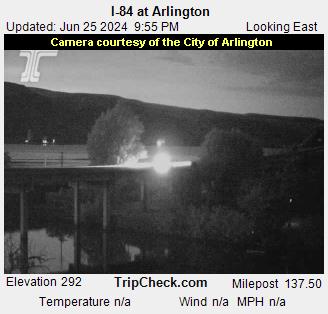 I-84 at Arlington
Updated: Jun 25 2024 9:55 PM Looking East
Camera courtesy of the City of Arlington
Elevation 292 TripCheck.com Milepost 137.50
Temperature n/a Wind n/a MPH n/a